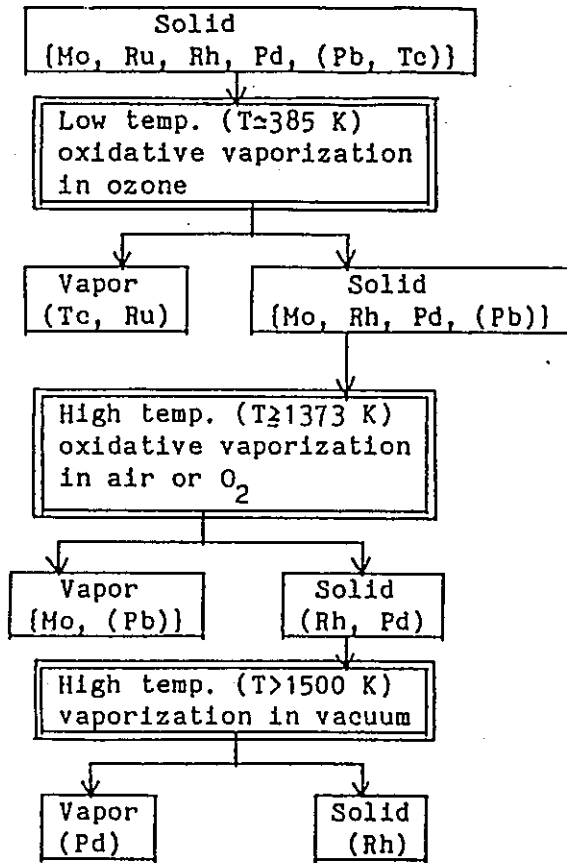 Solid
{Mo, Ru, Rh, Pd, (Pb, Tc)}
Low temp. (T≃385 K)
oxidative vaporization
in ozone
Vapor
(Tc, Ru)
Solid
{Mo, Rh, Pd, (Pb)}
High temp. (T≧1373 K)
oxidative vaporization
in air or O2
Vapor
{Mo, (Pb)}
Solid
(Rh, Pd)
High temp. (T>1500 K)
vaporization in vacuum
Vapor
(Pd)
Solid
(Rh)